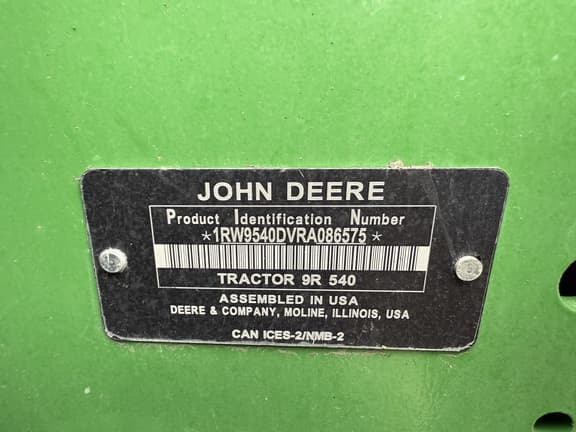 JOHN DEERE
Product Identification Number
*1RW9540DVRA086575*
TRACTOR 9R 540
ASSEMBLED IN USA
DEERE & COMPANY, MOLINE, ILLINOIS, USA
CAN ICES-2/NMB-2